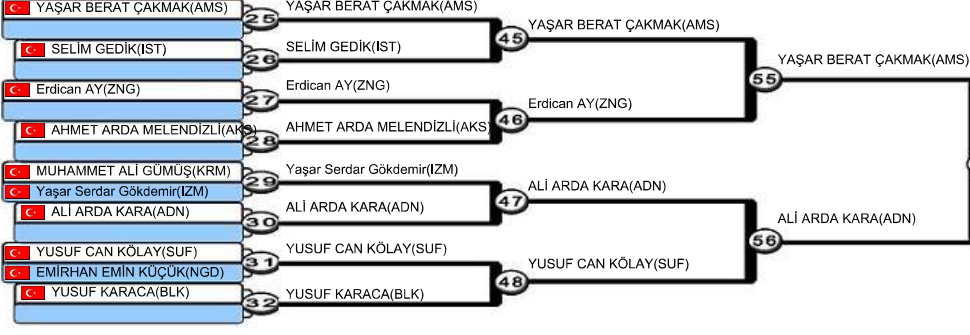 YAŞAR BERAT ÇAKMAK(AMS)
25
YAŞAR BERAT ÇAKMAK(AMS)
SELİM GEDİK(IST)
26
SELİM GEDİK(IST)
45
YAŞAR BERAT ÇAKMAK(AMS)
Erdican AY(ZNG)
27
Erdican AY(ZNG)
AHMET ARDA MELENDİZLİ(AKS)
28
AHMET ARDA MELENDİZLİ(AKS)
46
Erdican AY(ZNG)
55
YAŞAR BERAT ÇAKMAK(AMS)
MUHAMMET ALİ GÜMÜŞ(KRM)
Yaşar Serdar Gökdemir(IZM)
29
Yaşar Serdar Gökdemir(IZM)
ALİ ARDA KARA(ADN)
30
ALİ ARDA KARA(ADN)
47
ALİ ARDA KARA(ADN)
YUSUF CAN KÖLAY(SUF)
EMİRHAN EMİN KÜÇÜK(NGD)
31
YUSUF CAN KÖLAY(SUF)
YUSUF KARACA(BLK)
32
YUSUF KARACA(BLK)
48
YUSUF CAN KÖLAY(SUF)
56
ALİ ARDA KARA(ADN)